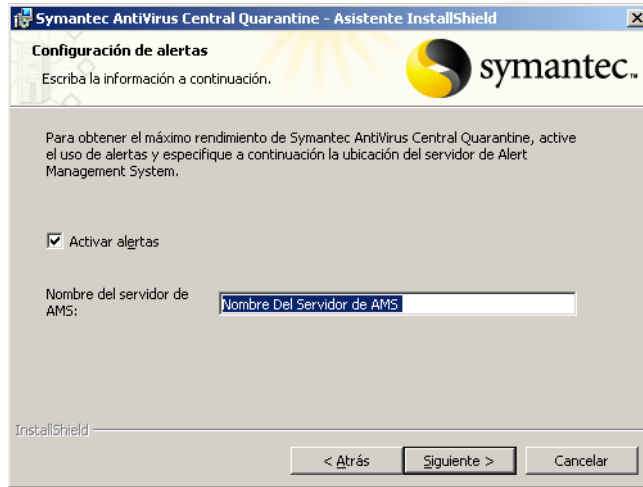 Symantec AntiVirus Central Quarantine - Asistente InstallShield
Configuración de alertas
Escriba la información a continuación.
symantec™
Para obtener el máximo rendimiento de Symantec AntiVirus Central Quarantine, active
el uso de alertas y especifique a continuación la ubicación del servidor de Alert
Management System.
Activar alertas
Nombre del servidor de
AMS:
Nombre Del Servidor de AMS
InstallShield
< Atrás
Siguiente >
Cancelar